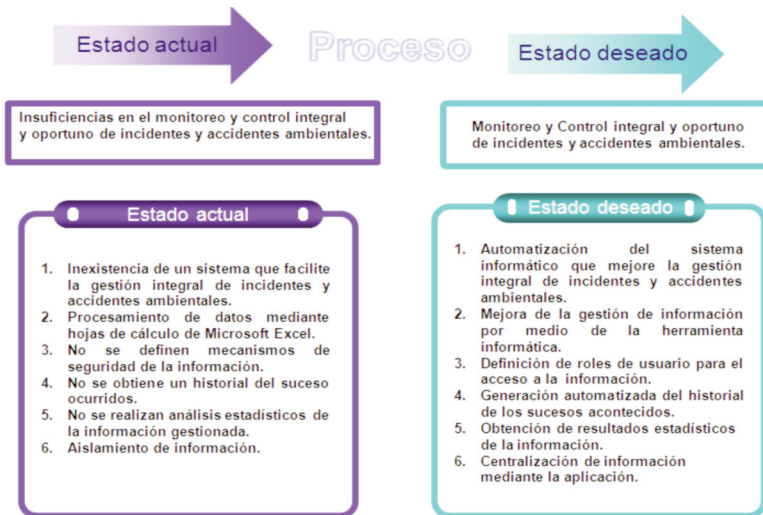 Estado actual
Proceso
Estado deseado
Insuficiencias en el monitoreo y control integral
y oportuno de incidentes y accidentes ambientales.
Monitoreo y Control integral y oportuno
de incidentes y accidentes ambientales.
Estado actual
1. Inexistencia de un sistema que facilite
la gestión integral de incidentes y
accidentes ambientales.
2. Procesamiento de datos mediante
hojas de cálculo de Microsoft Excel.
3. No se definen mecanismos de
seguridad de la información.
4. No se obtiene un historial del suceso
ocurridos.
5. No se realizan análisis estadísticos de
la información gestionada.
6. Aislamiento de información.
Estado deseado
1. Automatización del sistema
informático que mejore la gestión
integral de incidentes y accidentes
ambientales.
2. Mejora de la gestión de información
por medio de la herramienta
informática.
3. Definición de roles de usuario para el
acceso a la información.
4. Generación automatizada del historial
de los sucesos acontecidos.
5. Obtención de resultados estadísticos
de la información.
6. Centralización de información
mediante la aplicación.